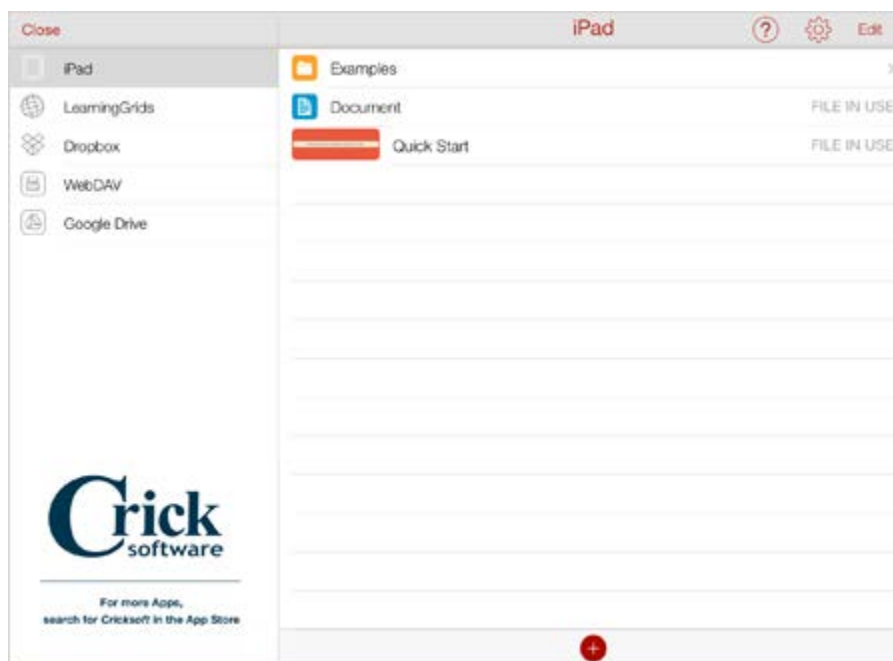 Close
iPad
Edit
iPad
LearningGrids
Dropbox
WebDAV
Google Drive
Examples
Document
FILE IN USE
Quick Start
FILE IN USE
Crick
software
For more Apps,
search for Cricksoft in the App Store